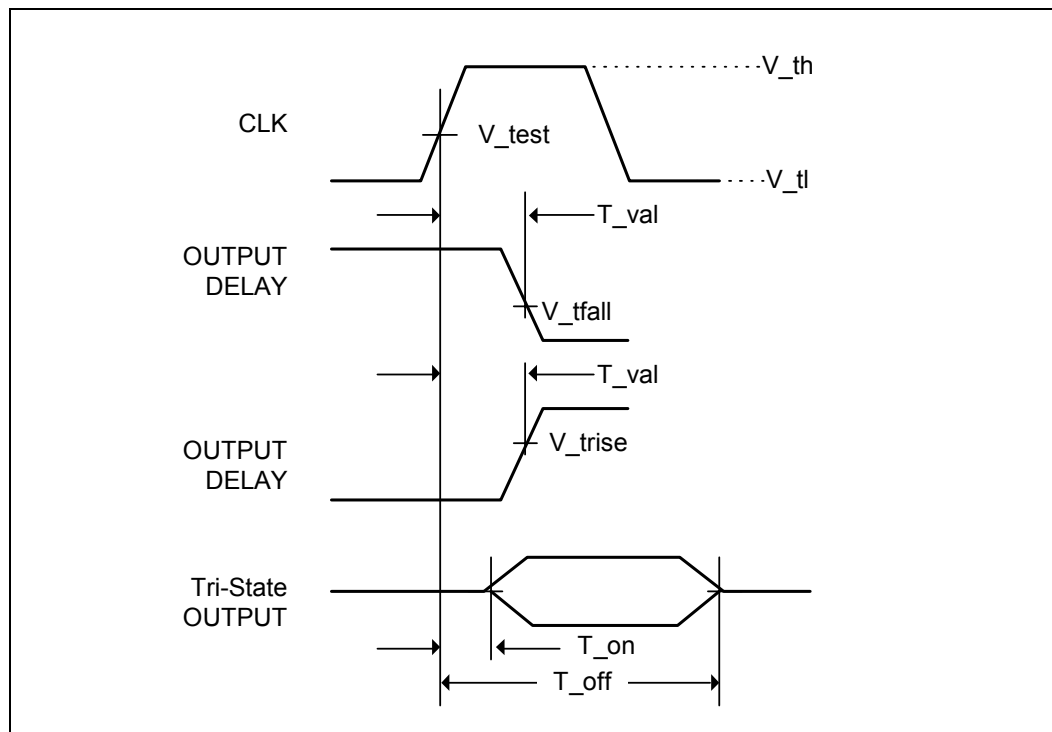 V_th
CLK
V_test
V_tl
T_val
OUTPUT
DELAY
V_tfall
T_val
OUTPUT
DELAY
V_trise
Tri-State
OUTPUT
T_on
T_off